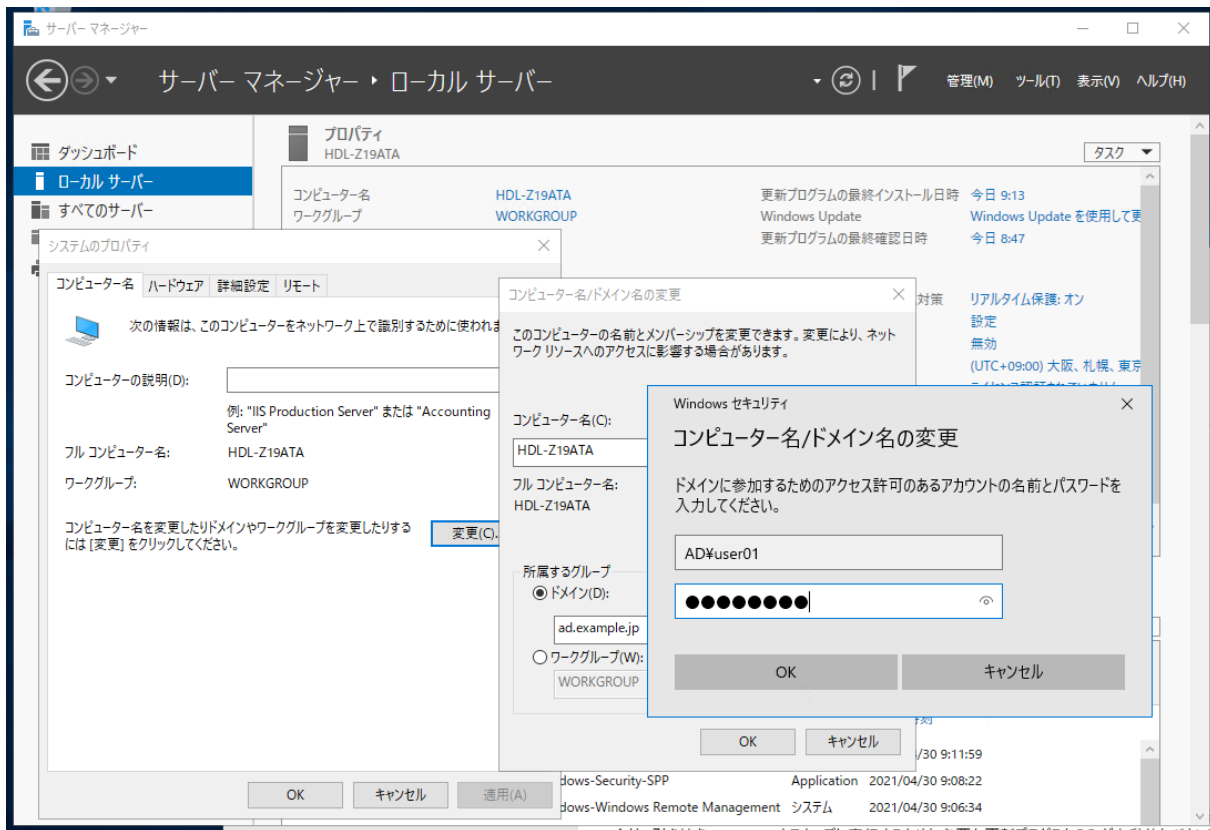 サーバー マネージャー
サーバー マネージャー ・ ローカル サーバー
管理(M) ツール(T) 表示(V) ヘルプ(H)
ダッシュボード
ローカル サーバー
すべてのサーバー
プロパティ
HDL-Z19ATA
タスク
コンピューター名 HDL-Z19ATA
ワークグループ WORKGROUP
更新プログラムの最終インストール日時 今日 9:13
Windows Update Windows Update を使用して更
更新プログラムの最終確認日時 今日 8:47
対策 リアルタイム保護: オン
設定
無効
(UTC+09:00) 大阪、札幌、東京
システムのプロパティ
コンピューター名 ハードウェア 詳細設定 リモート
次の情報は、このコンピューターをネットワーク上で識別するために使われま
コンピューターの説明(D):
例: "IIS Production Server" または "Accounting
Server"
フル コンピューター名: HDL-Z19ATA
ワークグループ: WORKGROUP
コンピューター名を変更したりドメインやワークグループを変更したりする
には [変更] をクリックしてください。
変更(C)..
OK キャンセル 適用(A)
コンピューター名/ドメイン名の変更
このコンピューターの名前とメンバーシップを変更できます。変更により、ネット
ワーク リソースへのアクセスに影響する場合があります。
コンピューター名(C):
HDL-Z19ATA
フル コンピューター名:
HDL-Z19ATA
所属するグループ
ドメイン(D):
ad.example.jp
ワークグループ(W):
WORKGROUP
OK キャンセル
Windows セキュリティ
コンピューター名/ドメイン名の変更
ドメインに参加するためのアクセス許可のあるアカウントの名前とパスワードを
入力してください。
AD¥user01
●●●●●●●●
OK キャンセル
/30 9:11:59
dows-Security-SPP Application 2021/04/30 9:08:22
dows-Windows Remote Management システム 2021/04/30 9:06:34